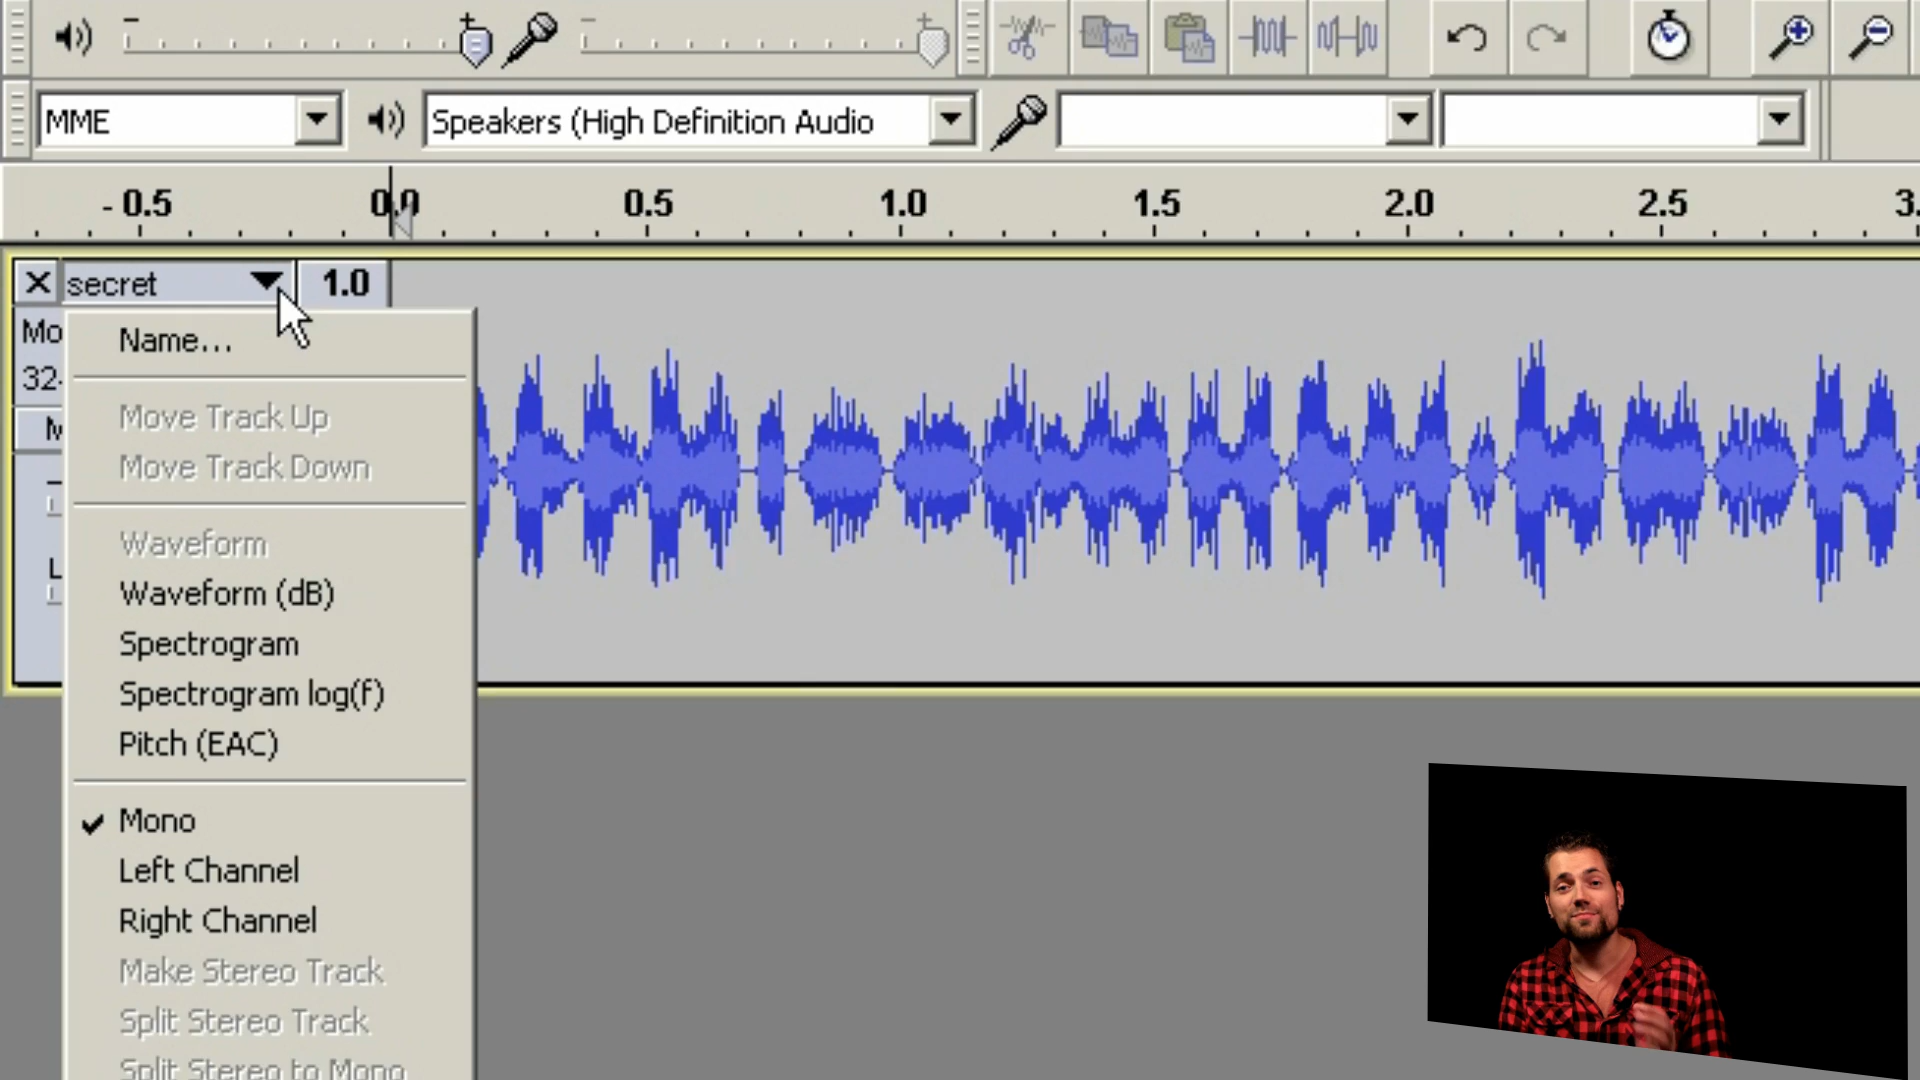 MME
Speakers (High Definition Audio
- 0.5 0.0 0.5 1.0 1.5 2.0 2.5 3.
secret 1.0
Mo
32-
Name...
Move Track Up
Move Track Down
Waveform
Waveform (dB)
Spectrogram
Spectrogram log(f)
Pitch (EAC)
Mono
Left Channel
Right Channel
Make Stereo Track
Split Stereo Track
Split Stereo to Mono
L